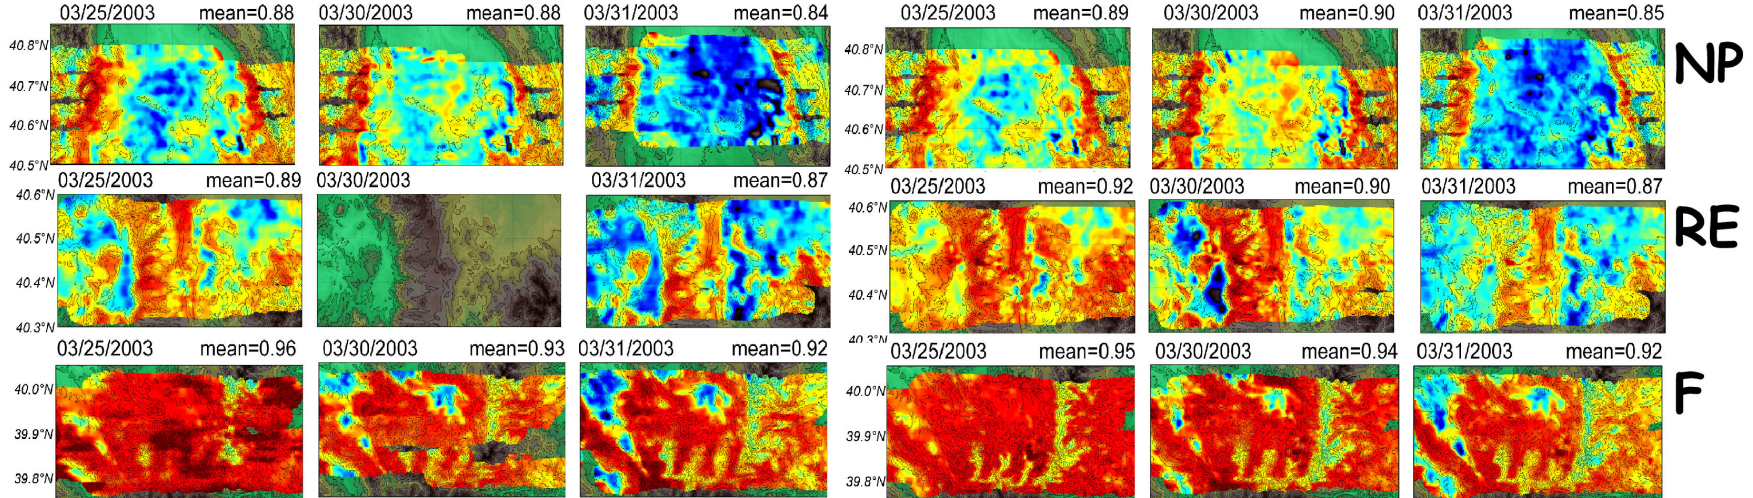 03/25/2003 mean=0.88 03/30/2003 mean=0.88 03/31/2003 mean=0.84 03/25/2003 mean=0.89 03/30/2003 mean=0.90 03/31/2003 mean=0.85
40.8°N 40.8°N
NP
40.7°N 40.7°N
40.6°N 40.6°N
40.5°N 40.5°N
03/25/2003 mean=0.89 03/30/2003 03/31/2003 mean=0.87 03/25/2003 mean=0.92 03/30/2003 mean=0.90 03/31/2003 mean=0.87
40.6°N 40.6°N
RE
40.5°N 40.5°N
40.4°N 40.4°N
40.3°N 40.3°N
03/25/2003 mean=0.96 03/30/2003 mean=0.93 03/31/2003 mean=0.92 03/25/2003 mean=0.95 03/30/2003 mean=0.94 03/31/2003 mean=0.92
40.0°N 40.0°N
F
39.9°N 39.9°N
39.8°N 39.8°N